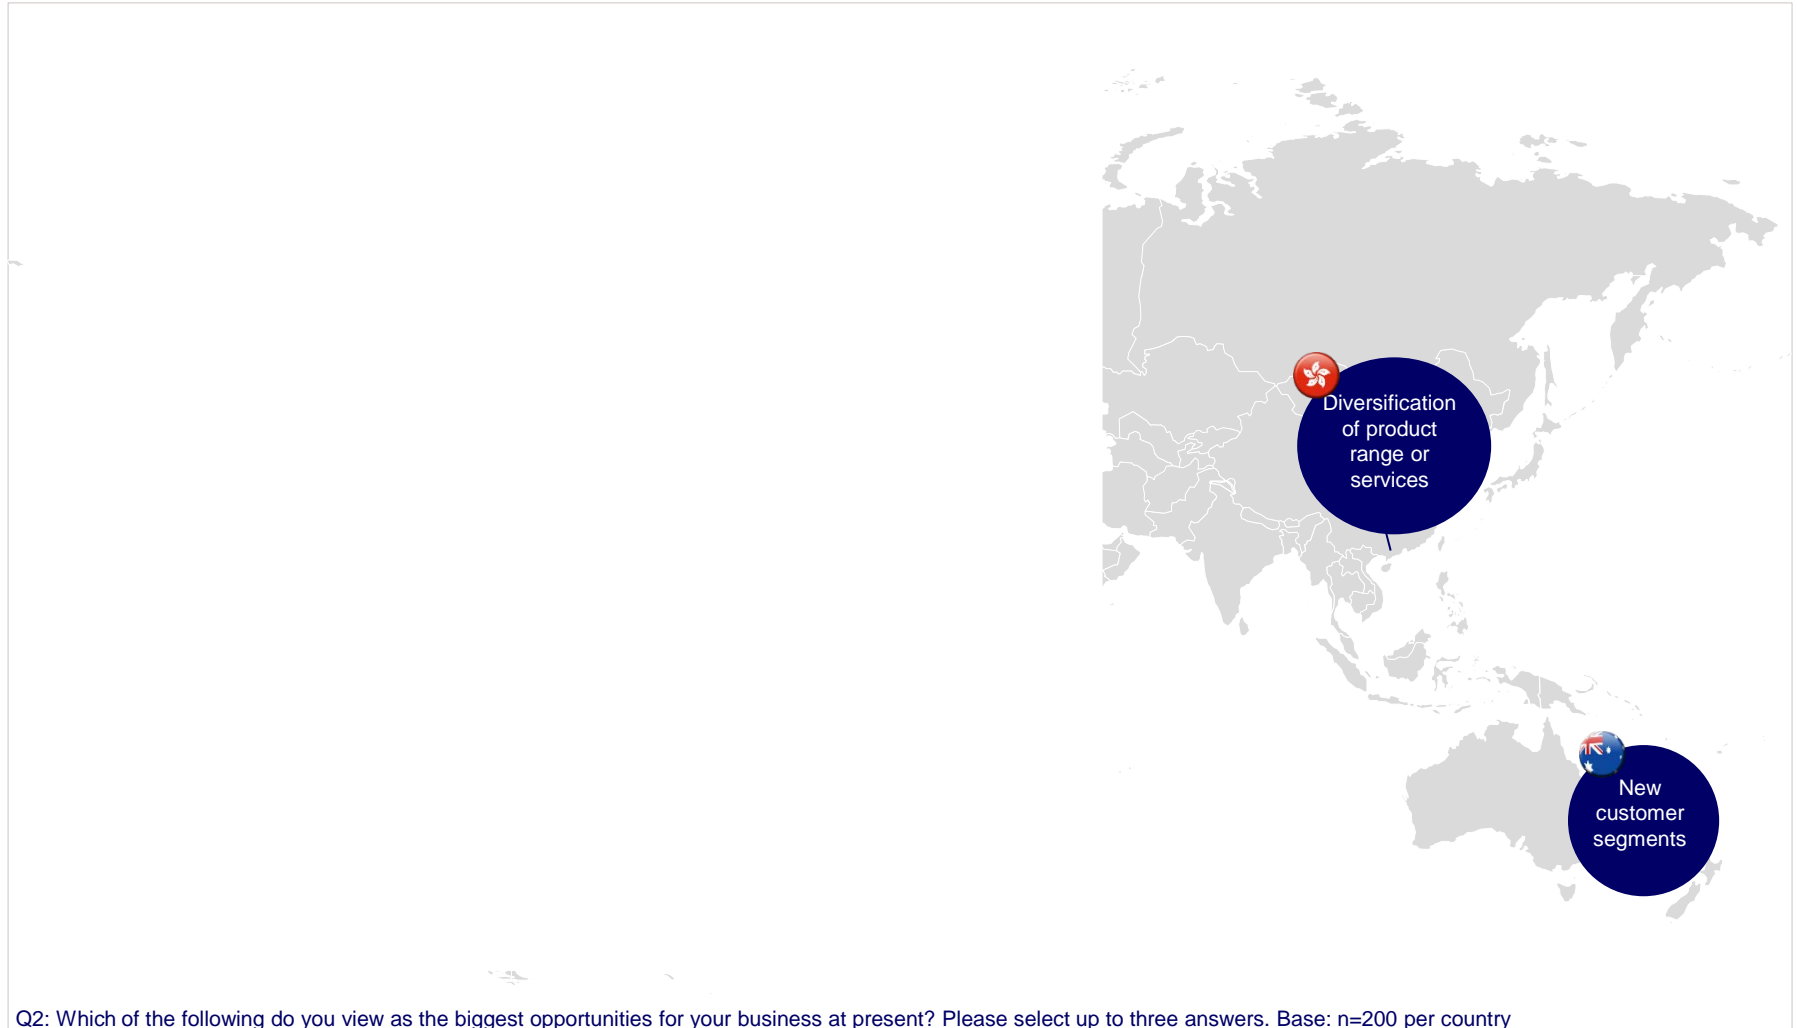 Diversification
of product
range or
services
New
customer
segments
Q2: Which of the following do you view as the biggest opportunities for your business at present? Please select up to three answers. Base: n=200 per country